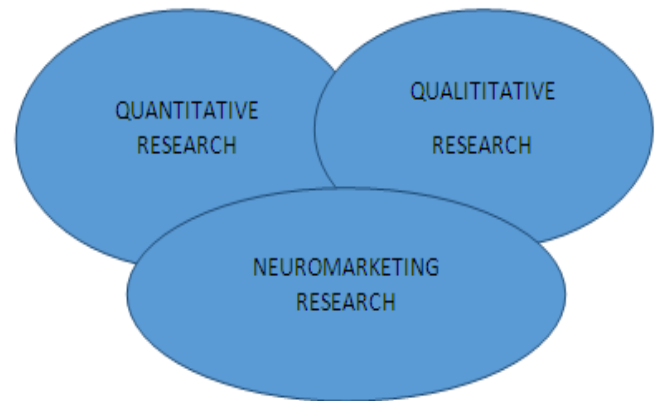 QUANTITATIVE
RESEARCH
QUALITITATIVE
RESEARCH
NEUROMARKETING
RESEARCH